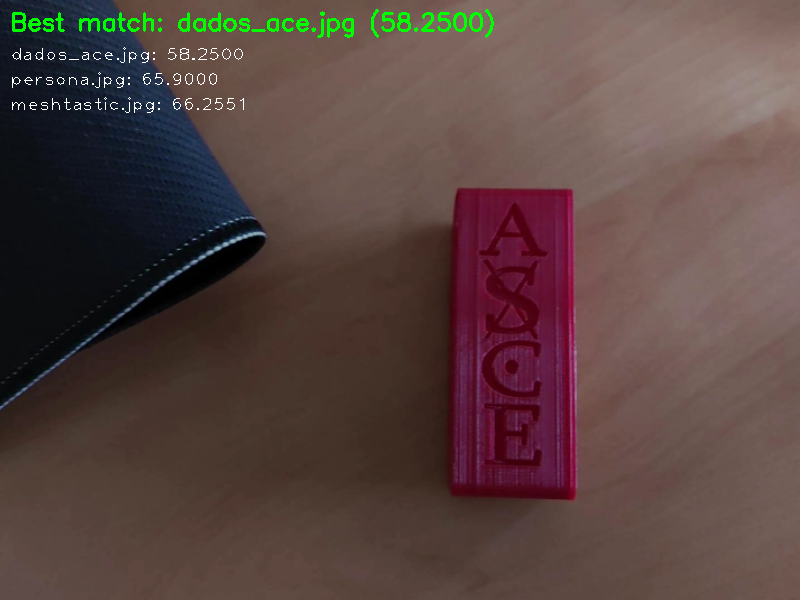 Best match: dados_ace.jpg (58.2500)
dados_ace.jpg: 58.2500
persona.jpg: 65.9000
meshtastic.jpg: 66.2551
A
S
C
E